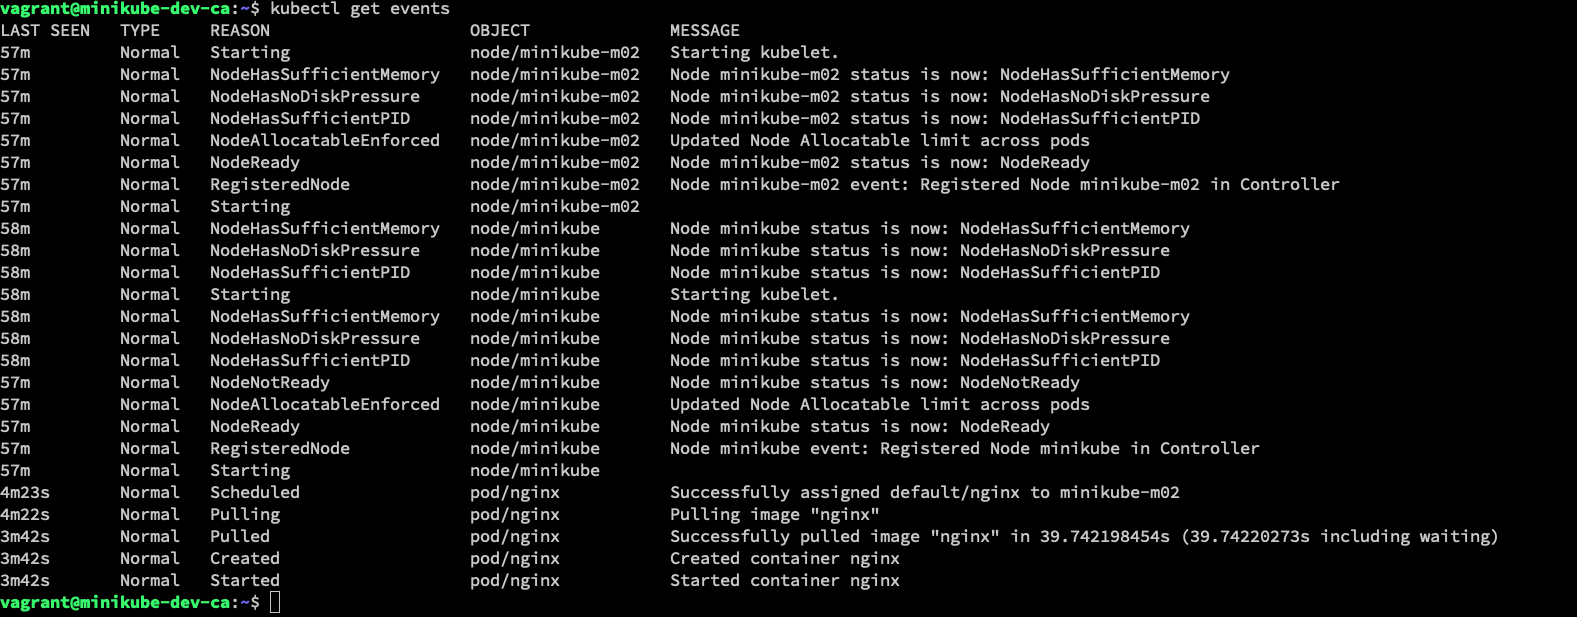 vagrant@minikube-dev-ca:~$ kubectl get events
LAST SEEN   TYPE     REASON                    OBJECT              MESSAGE
57m         Normal   Starting                  node/minikube-m02   Starting kubelet.
57m         Normal   NodeHasSufficientMemory   node/minikube-m02   Node minikube-m02 status is now: NodeHasSufficientMemory
57m         Normal   NodeHasNoDiskPressure     node/minikube-m02   Node minikube-m02 status is now: NodeHasNoDiskPressure
57m         Normal   NodeHasSufficientPID      node/minikube-m02   Node minikube-m02 status is now: NodeHasSufficientPID
57m         Normal   NodeAllocatableEnforced   node/minikube-m02   Updated Node Allocatable limit across pods
57m         Normal   NodeReady                 node/minikube-m02   Node minikube-m02 status is now: NodeReady
57m         Normal   RegisteredNode            node/minikube-m02   Node minikube-m02 event: Registered Node minikube-m02 in Controller
57m         Normal   Starting                  node/minikube-m02
58m         Normal   NodeHasSufficientMemory   node/minikube       Node minikube status is now: NodeHasSufficientMemory
58m         Normal   NodeHasNoDiskPressure     node/minikube       Node minikube status is now: NodeHasNoDiskPressure
58m         Normal   NodeHasSufficientPID      node/minikube       Node minikube status is now: NodeHasSufficientPID
58m         Normal   Starting                  node/minikube       Starting kubelet.
58m         Normal   NodeHasSufficientMemory   node/minikube       Node minikube status is now: NodeHasSufficientMemory
58m         Normal   NodeHasNoDiskPressure     node/minikube       Node minikube status is now: NodeHasNoDiskPressure
58m         Normal   NodeHasSufficientPID      node/minikube       Node minikube status is now: NodeHasSufficientPID
57m         Normal   NodeNotReady              node/minikube       Node minikube status is now: NodeNotReady
57m         Normal   NodeAllocatableEnforced   node/minikube       Updated Node Allocatable limit across pods
57m         Normal   NodeReady                 node/minikube       Node minikube status is now: NodeReady
57m         Normal   RegisteredNode            node/minikube       Node minikube event: Registered Node minikube in Controller
57m         Normal   Starting                  node/minikube
4m23s       Normal   Scheduled                 pod/nginx           Successfully assigned default/nginx to minikube-m02
4m22s       Normal   Pulling                   pod/nginx           Pulling image "nginx"
3m42s       Normal   Pulled                    pod/nginx           Successfully pulled image "nginx" in 39.742198454s (39.74220273s including waiting)
3m42s       Normal   Created                   pod/nginx           Created container nginx
3m42s       Normal   Started                   pod/nginx           Started container nginx
vagrant@minikube-dev-ca:~$